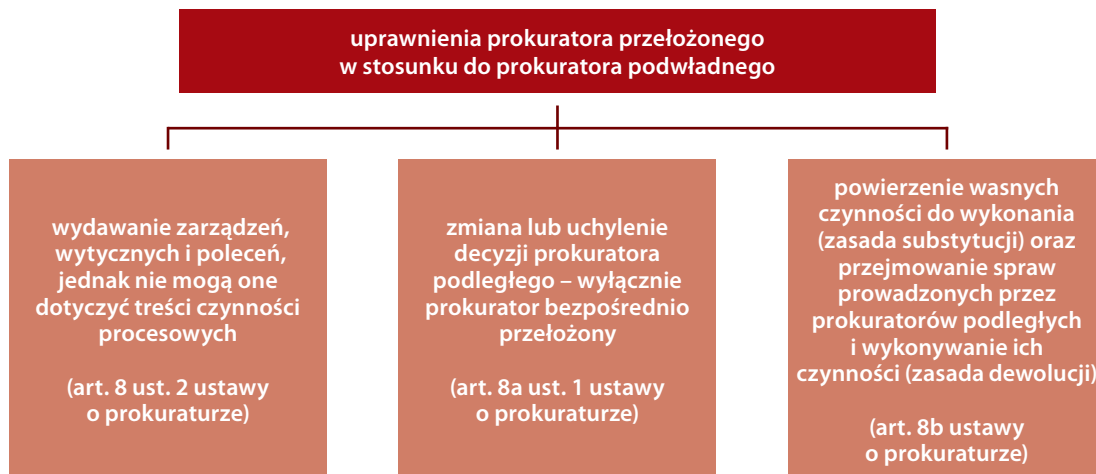 uprawnienia prokuratora przełożonego
w stosunku do prokuratora podwładnego
wydawanie zarządzeń,
wytycznych i poleceń,
jednak nie mogą one
dotyczyć treści czynności
procesowych
(art. 8 ust. 2 ustawy
o prokuraturze)
zmiana lub uchylenie
decyzji prokuratora
podległego – wyłącznie
prokurator bezpośrednio
przełożony
(art. 8a ust. 1 ustawy
o prokuraturze)
powierzenie wasnych
czynności do wykonania
(zasada substytucji) oraz
przejmowanie spraw
prowadzonych przez
prokuratorów podległych
i wykonywanie ich
czynności (zasada dewolucji)
(art. 8b ustawy
o prokuraturze)